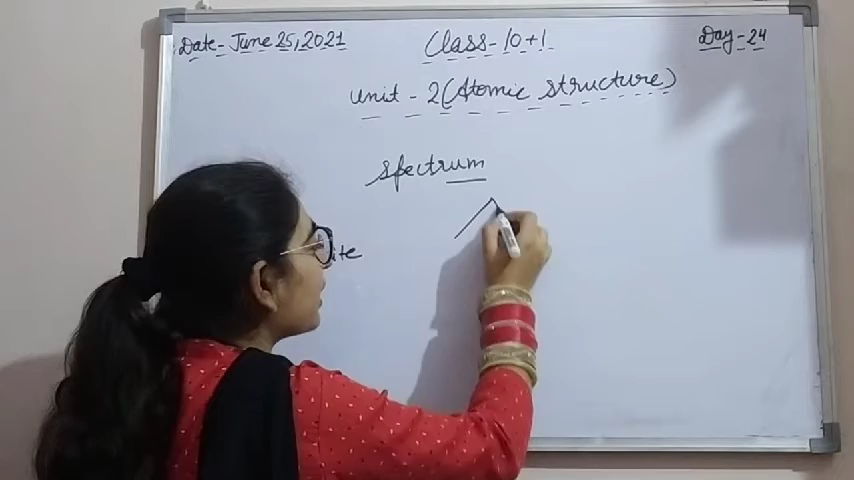 Date- June 25, 2021 Class- 10+1 Day- 24
Unit - 2 (Atomic structure)
Spectrum